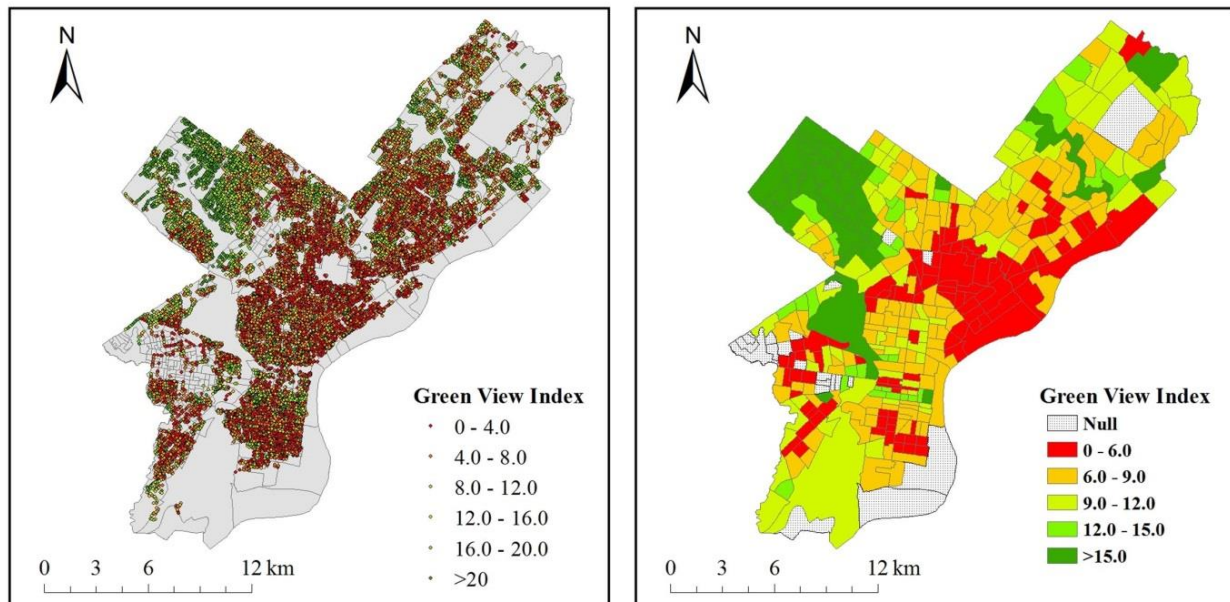 N
Green View Index
0 - 4.0
4.0 - 8.0
8.0 - 12.0
12.0 - 16.0
16.0 - 20.0
>20
0 3 6 12 km
N
Green View Index
Null
0 - 6.0
6.0 - 9.0
9.0 - 12.0
12.0 - 15.0
>15.0
0 3 6 12 km